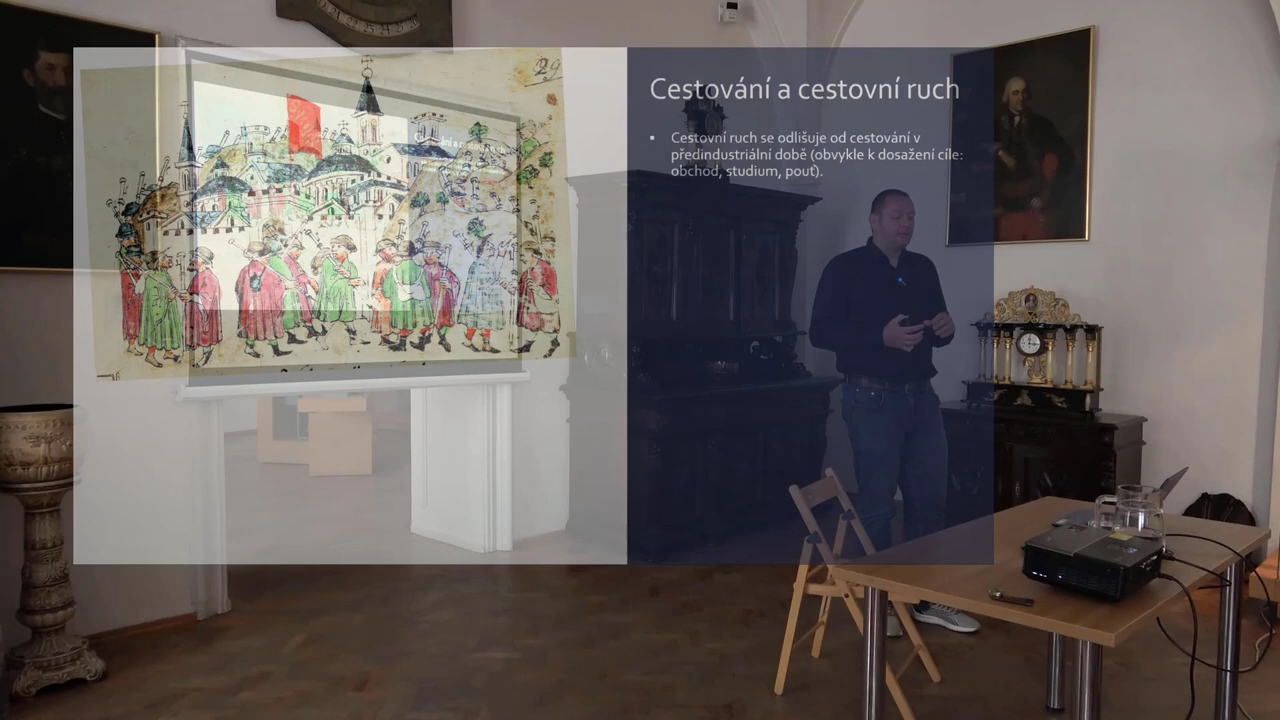 29
Cestování a cestovní ruch
▪ Cestovní ruch se odlišuje od cestování v
předindustriální době (obvykle k dosažení cíle:
obchod, studium, pouť).